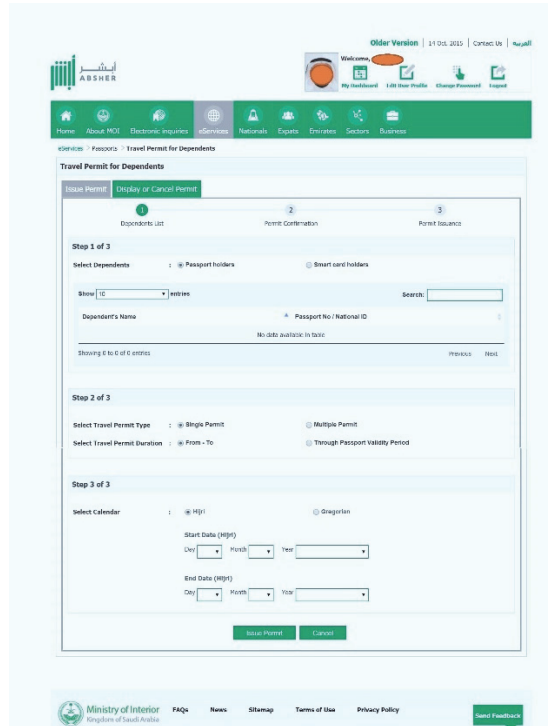 Older Version | 14 Oct, 2015 | Contact Us | العربية
أبشر
ABSHER
Welcome,
My Dashboard Edit User Profile Change Password Logout
Home About MOI Electronic Inquiries eServices Nationals Expats Emirates Sectors Business
eServices > Passports > Travel Permit for Dependents
Travel Permit for Dependents
Issue Permit Display or Cancel Permit
1 2 3
Dependents List Permit Confirmation Permit Issuance
Step 1 of 3
Select Dependents : Passport holders Smart card holders
Show 10 entries Search:
Dependent's Name Passport No / National ID
No data available in table
Showing 0 to 0 of 0 entries Previous Next
Step 2 of 3
Select Travel Permit Type : Single Permit Multiple Permit
Select Travel Permit Duration : From - To Through Passport Validity Period
Step 3 of 3
Select Calendar : Hijri Gregorian
Start Date (Hijri)
Day Month Year
End Date (Hijri)
Day Month Year
Issue Permit Cancel
Ministry of Interior FAQs News Sitemap Terms of Use Privacy Policy
Kingdom of Saudi Arabia
Send Feedback